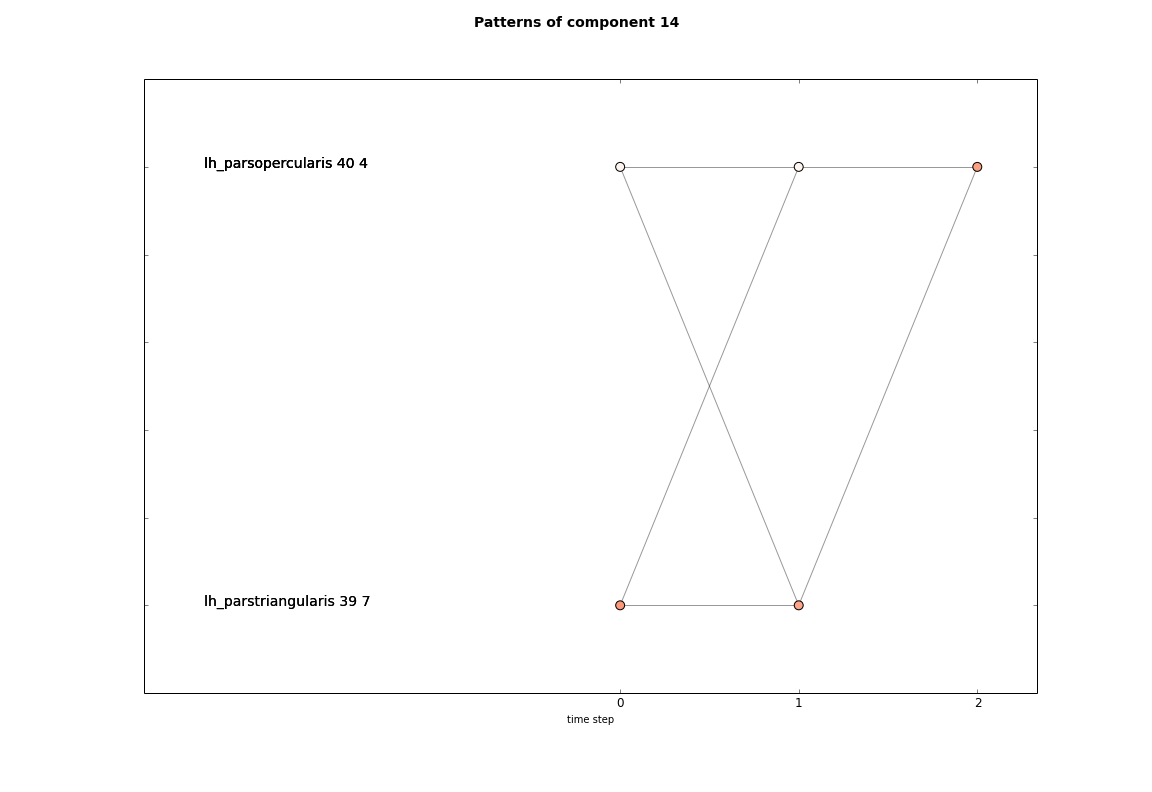 Patterns of component 14
lh_parsopercularis 40 4
lh_parstriangularis 39 7
0 1 2
time step